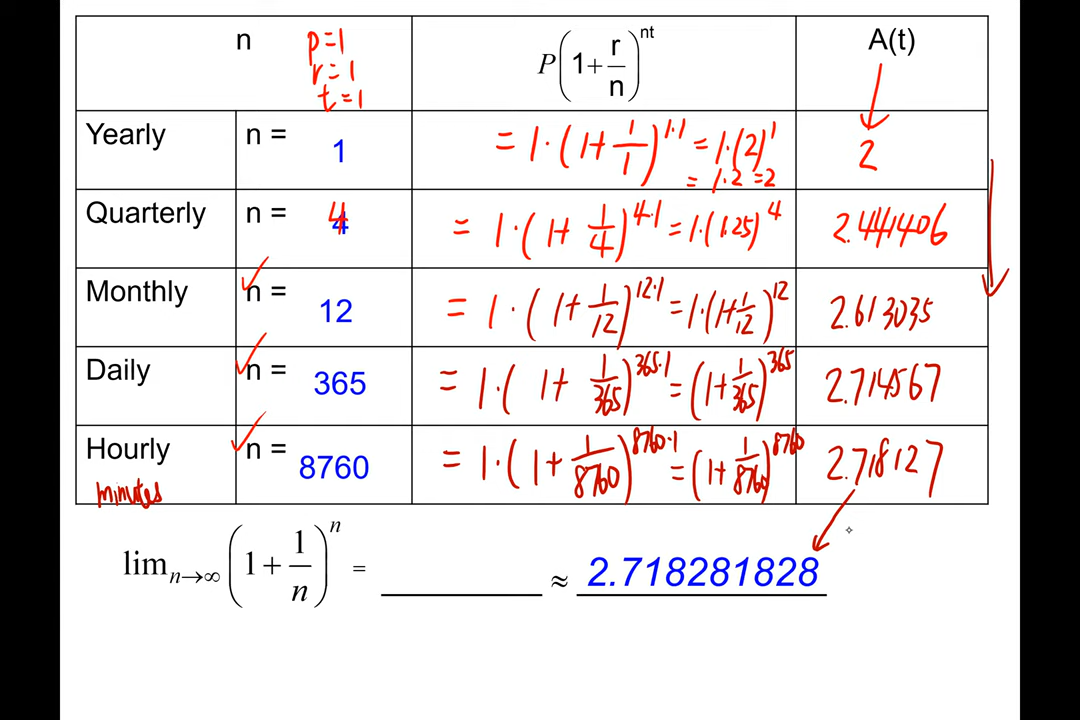 n p=1 r=1 t=1 P(1+r/n)^nt A(t)
Yearly n = 1 = 1·(1+1/1)^1·1 = 1·(2)^1 2
= 1·2 = 2
Quarterly n = 4 = 1·(1+1/4)^4·1 = 1·(1.25)^4 2.441406
Monthly n = 12 = 1·(1+1/12)^12·1 = 1·(1+1/12)^12 2.613035
Daily n = 365 = 1·(1+1/365)^365·1 = (1+1/365)^365 2.714567
Hourly n = 8760 = 1·(1+1/8760)^8760·1 = (1+1/8760)^8760 2.718127
minutes
lim n→∞ (1+1/n)^n = ≈ 2.718281828